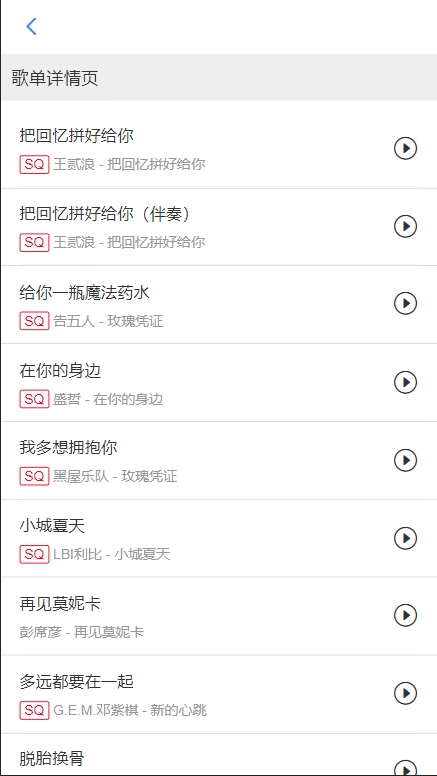 歌单详情页
把回忆拼好给你
SQ 王贰浪 - 把回忆拼好给你
把回忆拼好给你（伴奏）
SQ 王贰浪 - 把回忆拼好给你
给你一瓶魔法药水
SQ 告五人 - 玫瑰凭证
在你的身边
SQ 盛哲 - 在你的身边
我多想拥抱你
SQ 黑屋乐队 - 玫瑰凭证
小城夏天
SQ LBI利比 - 小城夏天
再见莫妮卡
彭席彦 - 再见莫妮卡
多远都要在一起
SQ G.E.M.邓紫棋 - 新的心跳
脱胎换骨